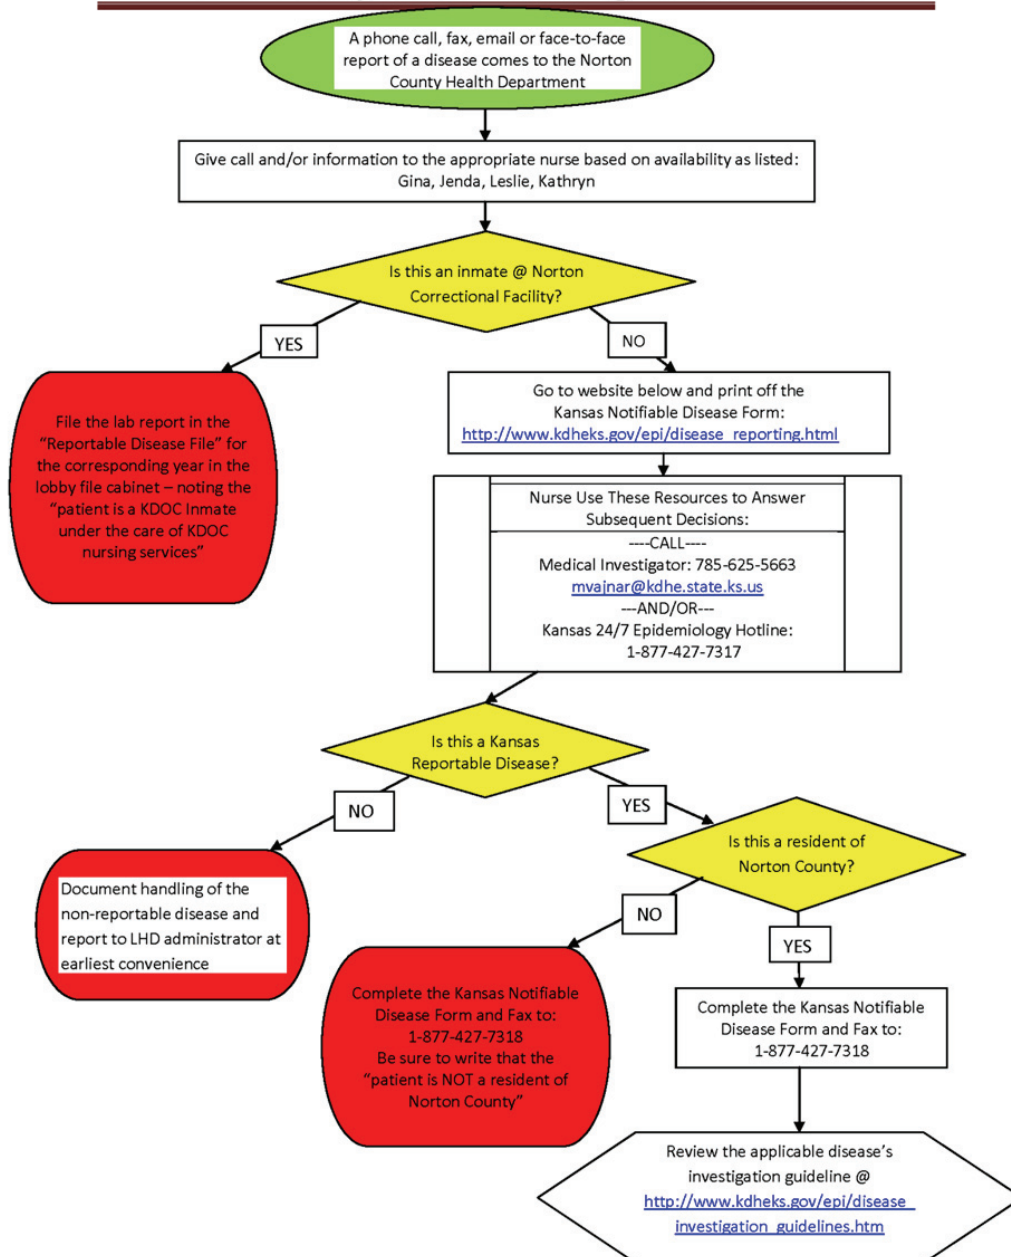 A phone call, fax, email or face-to-face
report of a disease comes to the Norton
County Health Department
Give call and/or information to the appropriate nurse based on availability as listed:
Gina, Jenda, Leslie, Kathryn
Is this an inmate @ Norton
Correctional Facility?
YES
NO
File the lab report in the
“Reportable Disease File” for
the corresponding year in the
lobby file cabinet – noting the
“patient is a KDOC Inmate
under the care of KDOC
nursing services”
Go to website below and print off the
Kansas Notifiable Disease Form:
http://www.kdheks.gov/epi/disease_reporting.html
Nurse Use These Resources to Answer
Subsequent Decisions:
----CALL----
Medical Investigator: 785-625-5663
mvajnar@kdhe.state.ks.us
---AND/OR---
Kansas 24/7 Epidemiology Hotline:
1-877-427-7317
Is this a Kansas
Reportable Disease?
NO
YES
Document handling of the
non-reportable disease and
report to LHD administrator at
earliest convenience
Is this a resident of
Norton County?
NO
YES
Complete the Kansas Notifiable
Disease Form and Fax to:
1-877-427-7318
Be sure to write that the
“patient is NOT a resident of
Norton County”
Complete the Kansas Notifiable
Disease Form and Fax to:
1-877-427-7318
Review the applicable disease’s
investigation guideline @
http://www.kdheks.gov/epi/disease_
investigation_guidelines.htm